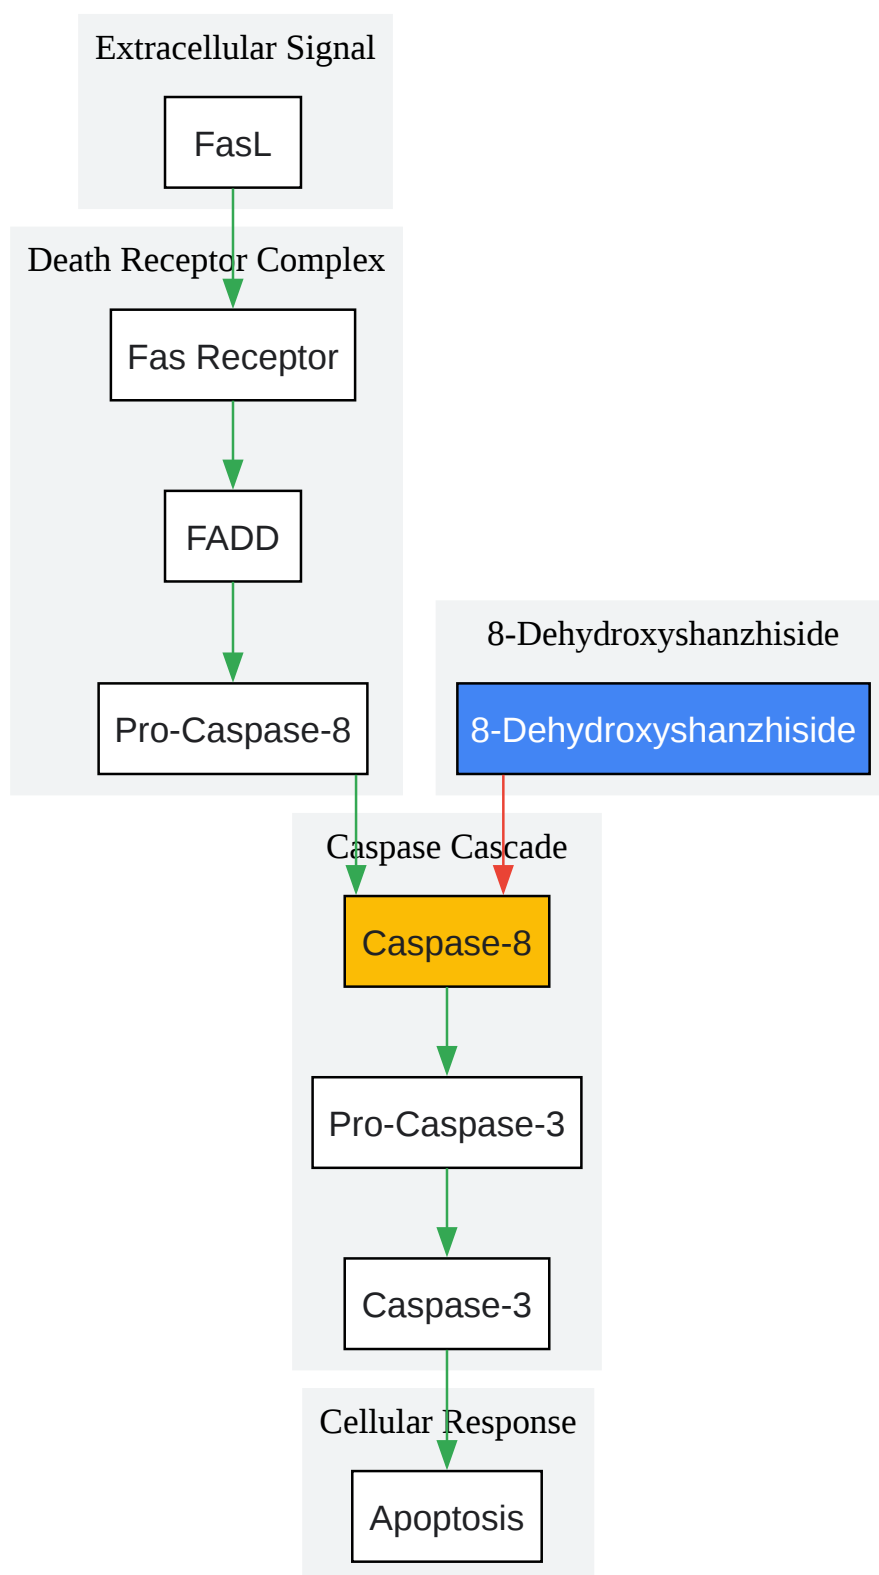 Extracellular Signal
FasL
Death Receptor Complex
Fas Receptor
FADD
Pro-Caspase-8
8-Dehydroxyshanzhiside
8-Dehydroxyshanzhiside
Caspase Cascade
Caspase-8
Pro-Caspase-3
Caspase-3
Cellular Response
Apoptosis